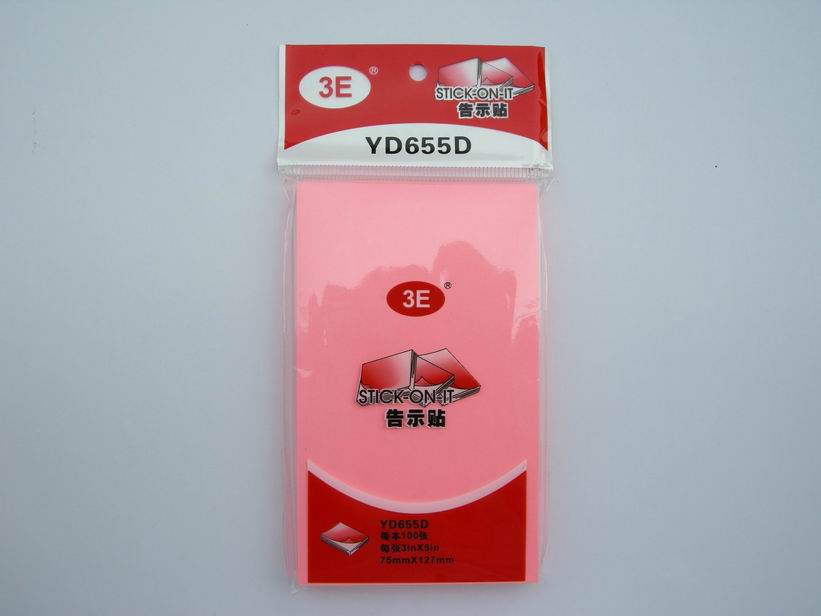 3E ®
STICK-ON-IT
告示贴
YD655D
3E ®
STICK-ON-IT
告示贴
YD655D
每本100张
每张3inX5in
75mmX127mm